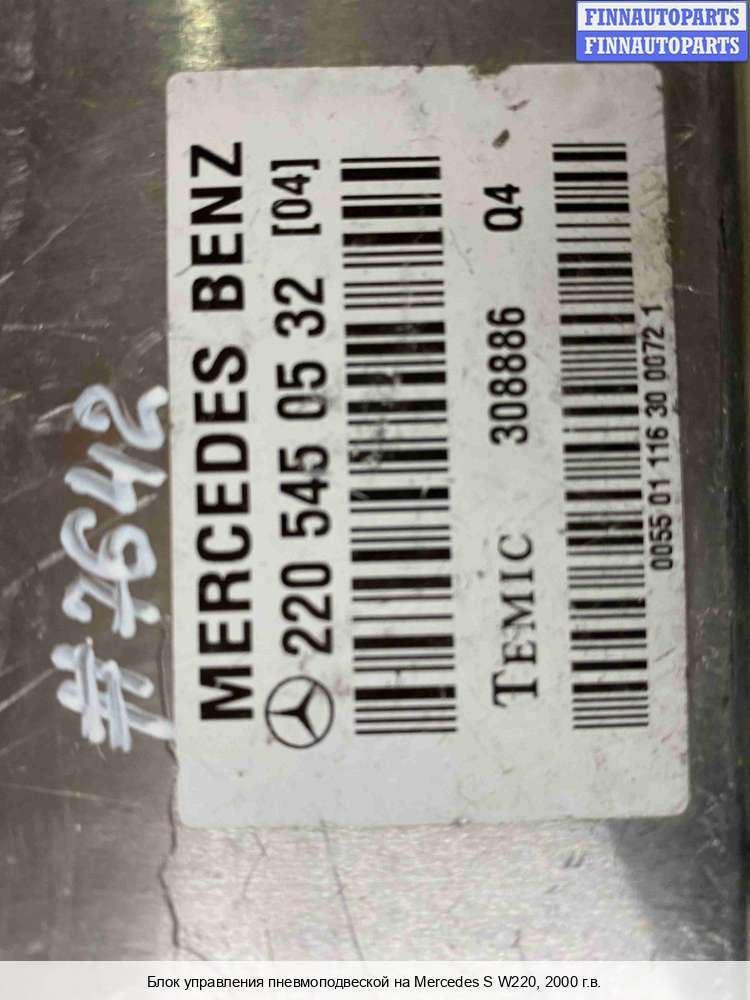 FINNAUTOPARTS
FINNAUTOPARTS
#7642
MERCEDES BENZ
220 545 05 32 [04]
TEMIC 308886 Q4
0055 01 116 30 0072 1
Блок управления пневмоподвеской на Mercedes S W220, 2000 г.в.